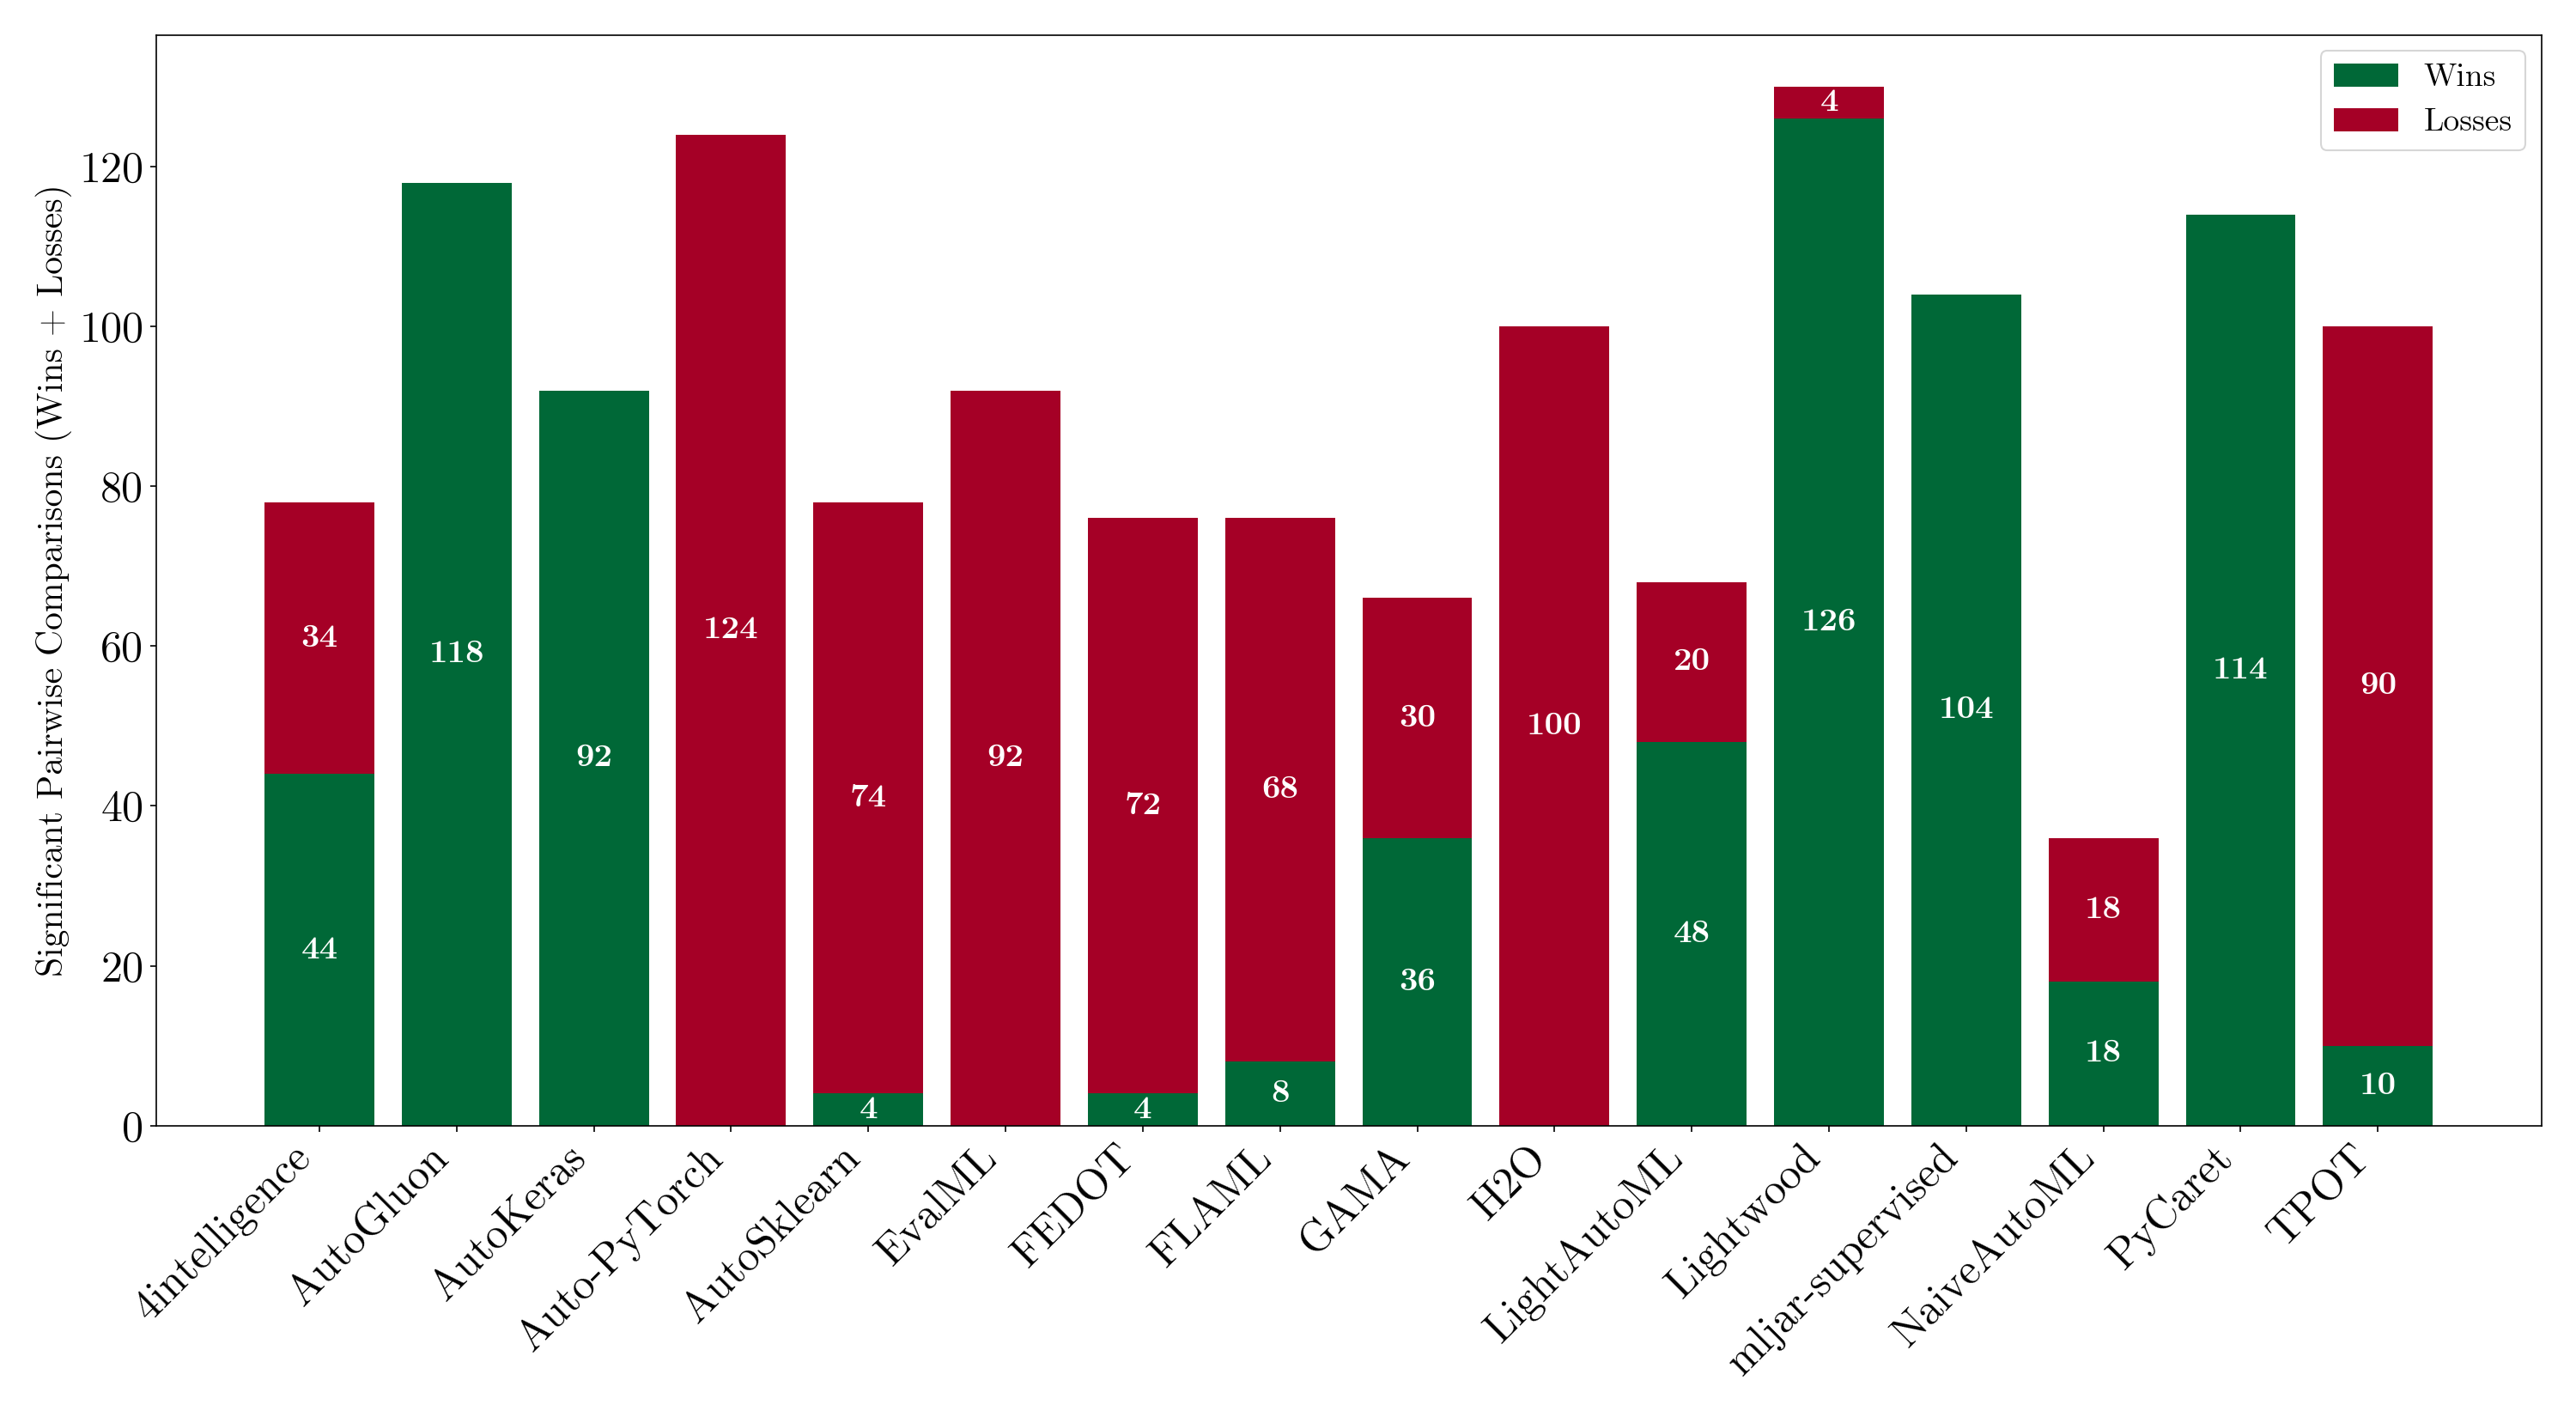 Significant Pairwise Comparisons (Wins + Losses)
120
100
80
60
40
20
0
Wins
Losses
34
44
118
92
124
74
4
92
72
4
68
8
30
36
100
20
48
4
126
104
18
18
114
90
10
4intelligence
AutoGluon
AutoKeras
Auto-PyTorch
AutoSklearn
EvalML
FEDOT
FLAML
GAMA
H2O
LightAutoML
Lightwood
mljar-supervised
NaiveAutoML
PyCaret
TPOT